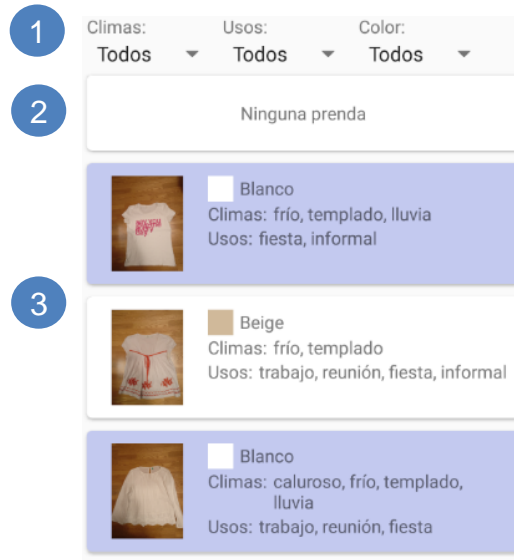 1
Climas: Usos: Color:
Todos Todos Todos
2
Ninguna prenda
Blanco
Climas: frío, templado, lluvia
Usos: fiesta, informal
3
Beige
Climas: frío, templado
Usos: trabajo, reunión, fiesta, informal
Blanco
Climas: caluroso, frío, templado,
lluvia
Usos: trabajo, reunión, fiesta